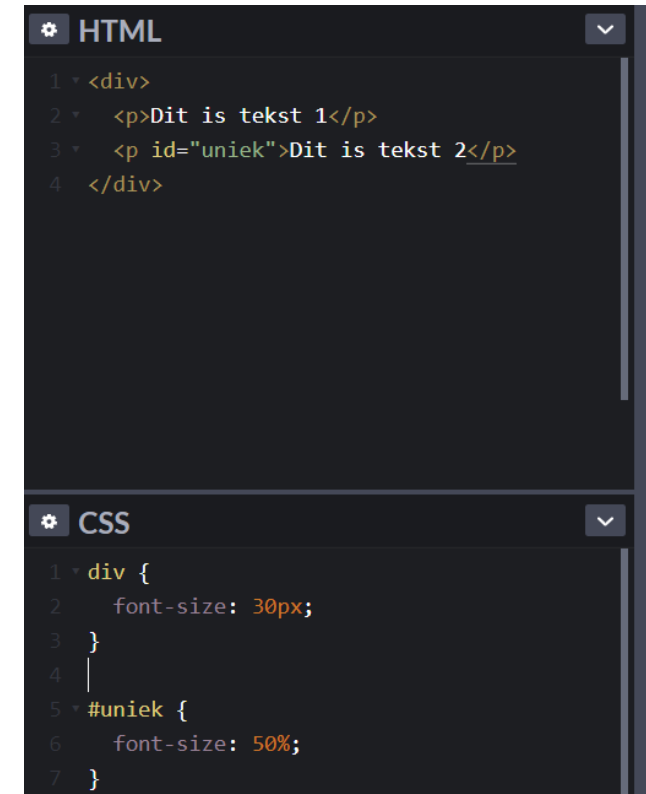 HTML
1 <div>
2 <p>Dit is tekst 1</p>
3 <p id="uniek">Dit is tekst 2</p>
4 </div>
CSS
1 div {
2 font-size: 30px;
3 }
4
5 #uniek {
6 font-size: 50%;
7 }